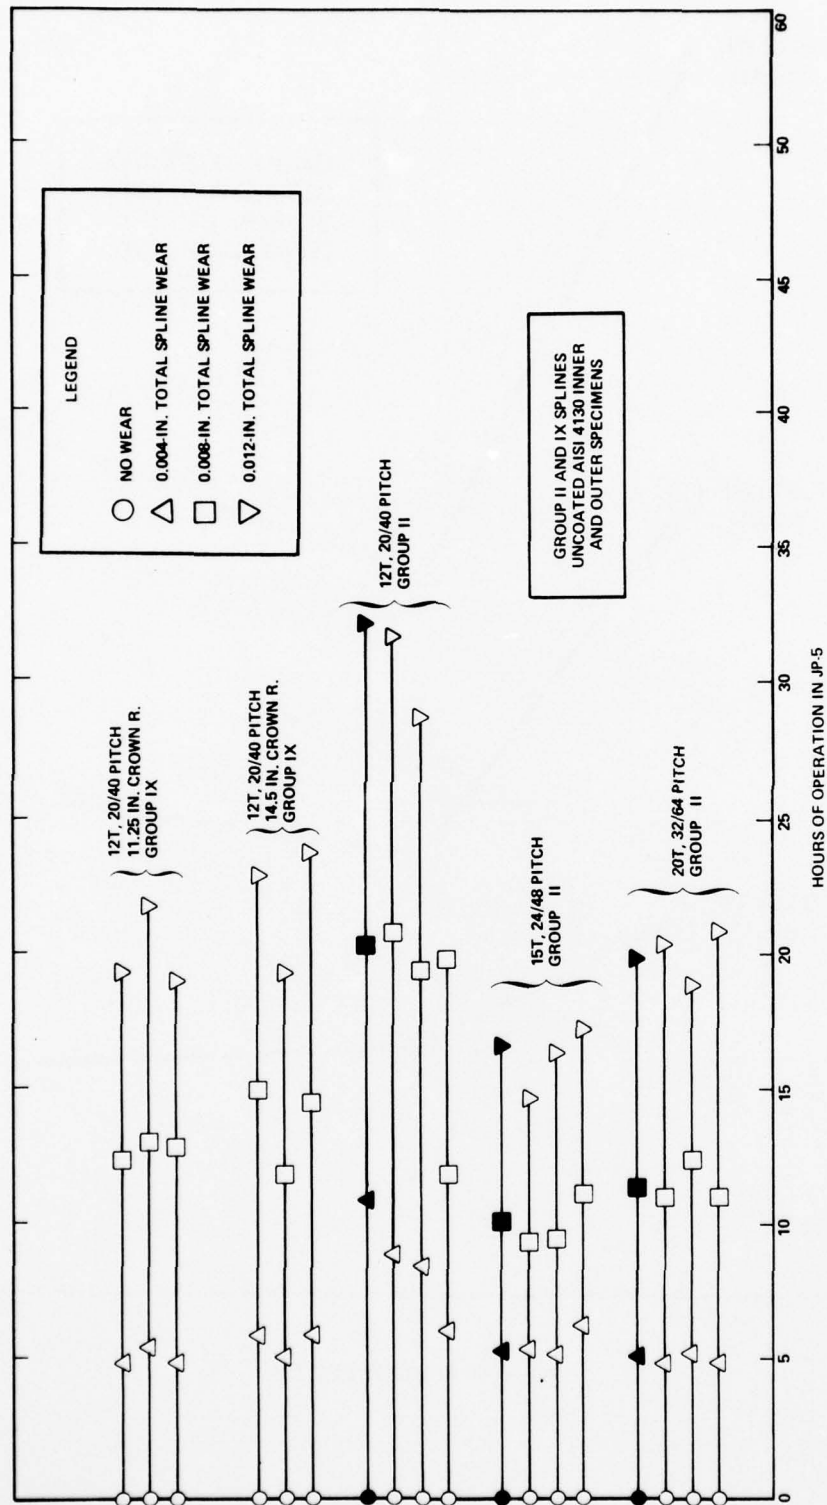 LEGEND
NO WEAR
0.004-IN. TOTAL SPLINE WEAR
0.008-IN. TOTAL SPLINE WEAR
0.012-IN. TOTAL SPLINE WEAR
12T, 20/40 PITCH
11.25 IN. CROWN R.
GROUP IX
12T, 20/40 PITCH
14.5 IN. CROWN R.
GROUP IX
12T, 20/40 PITCH
GROUP II
15T, 24/48 PITCH
GROUP II
20T, 32/64 PITCH
GROUP II
GROUP II AND IX SPLINES
UNCOATED AISI 4130 INNER
AND OUTER SPECIMENS
0 5 10 15 20 25 30 35 40 45 50 60
HOURS OF OPERATION IN JP-5